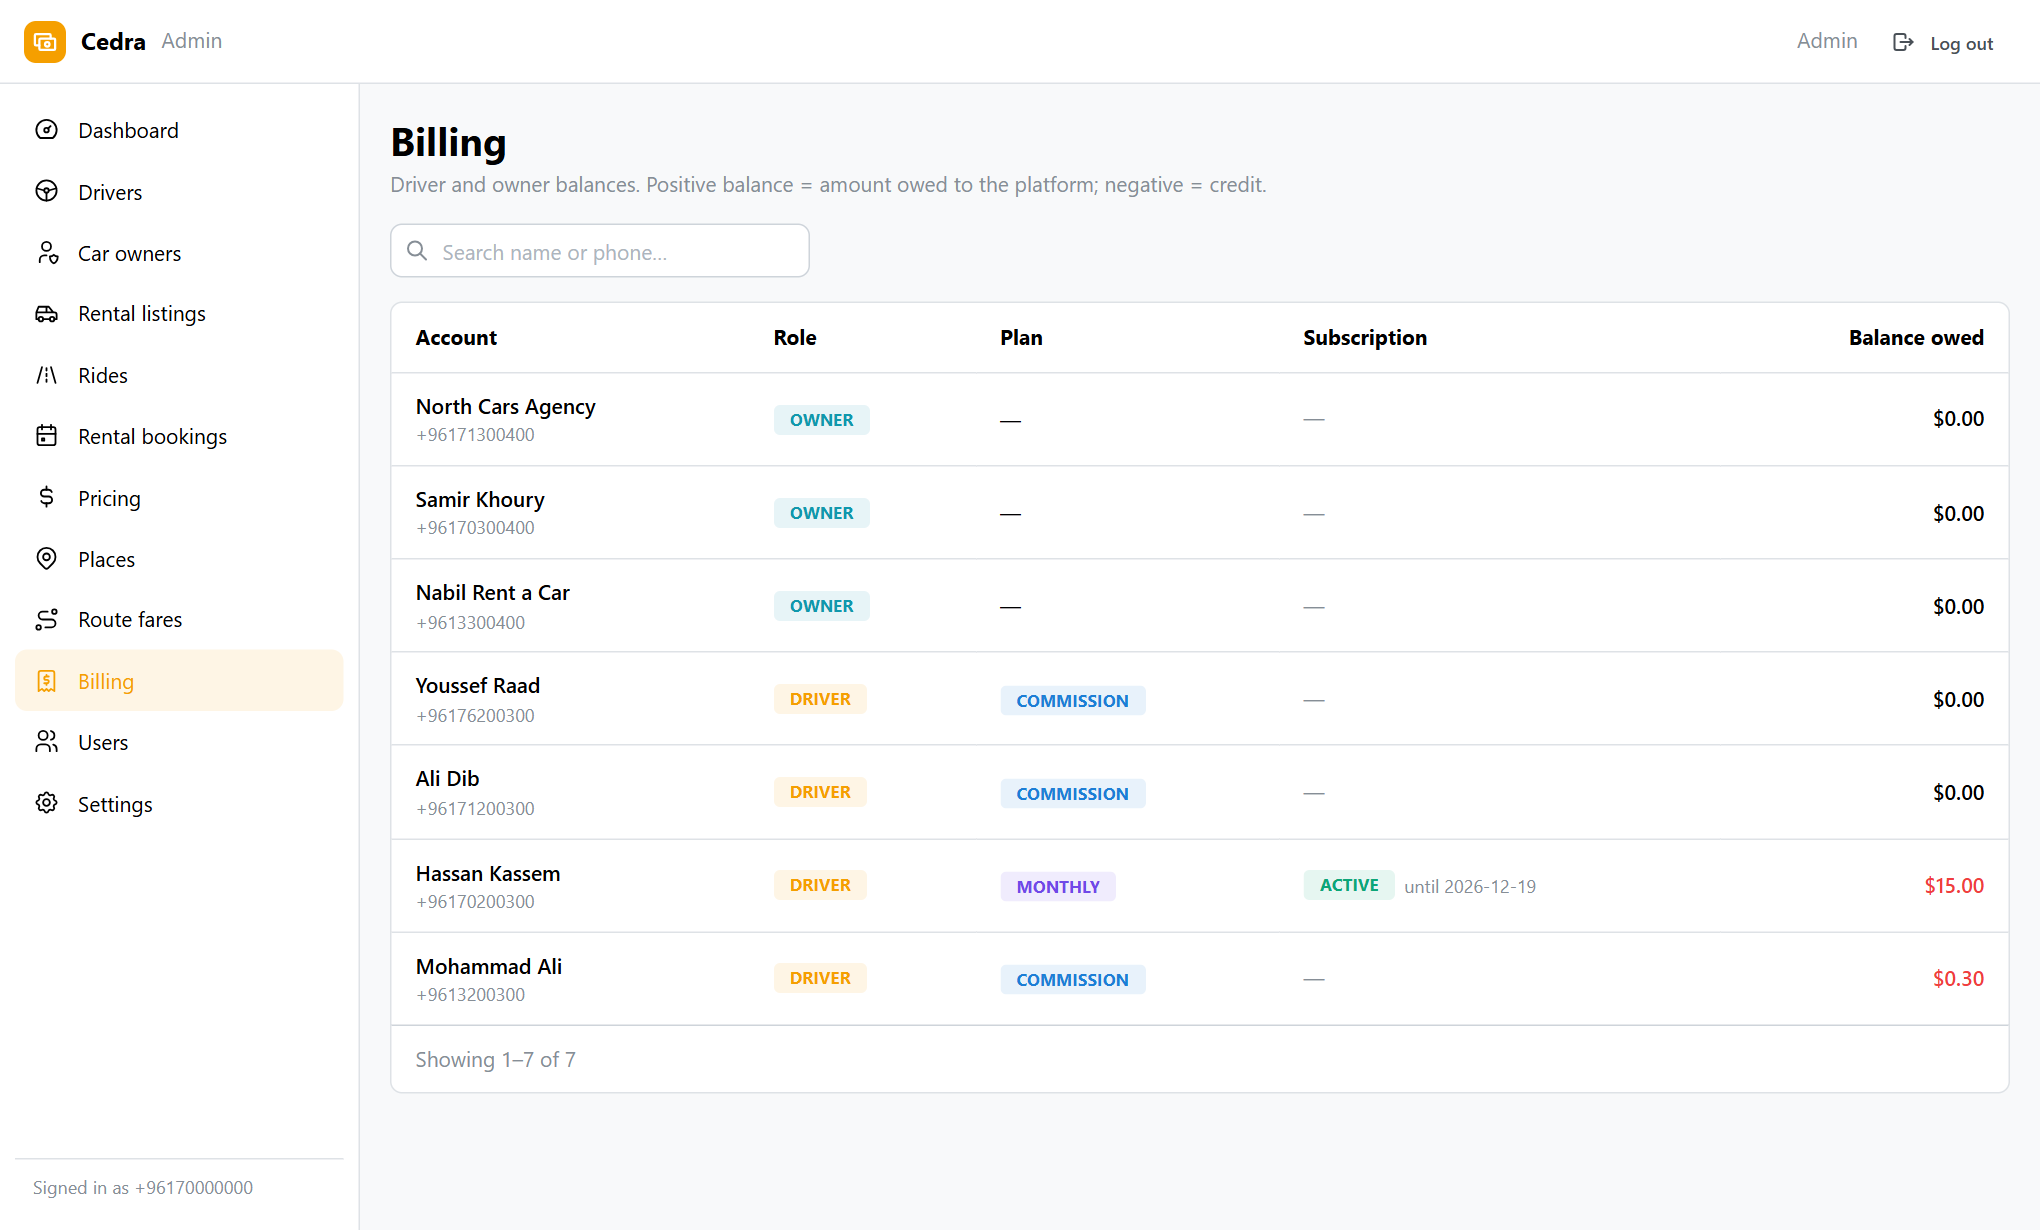 Cedra Admin
Admin Log out
Dashboard
Drivers
Car owners
Rental listings
Rides
Rental bookings
Pricing
Places
Route fares
Billing
Users
Settings
Signed in as +96170000000
Billing
Driver and owner balances. Positive balance = amount owed to the platform; negative = credit.
Search name or phone...
Account Role Plan Subscription Balance owed
North Cars Agency
+96171300400
OWNER — — $0.00
Samir Khoury
+96170300400
OWNER — — $0.00
Nabil Rent a Car
+9613300400
OWNER — — $0.00
Youssef Raad
+96176200300
DRIVER COMMISSION — $0.00
Ali Dib
+96171200300
DRIVER COMMISSION — $0.00
Hassan Kassem
+96170200300
DRIVER MONTHLY ACTIVE until 2026-12-19 $15.00
Mohammad Ali
+9613200300
DRIVER COMMISSION — $0.30
Showing 1–7 of 7